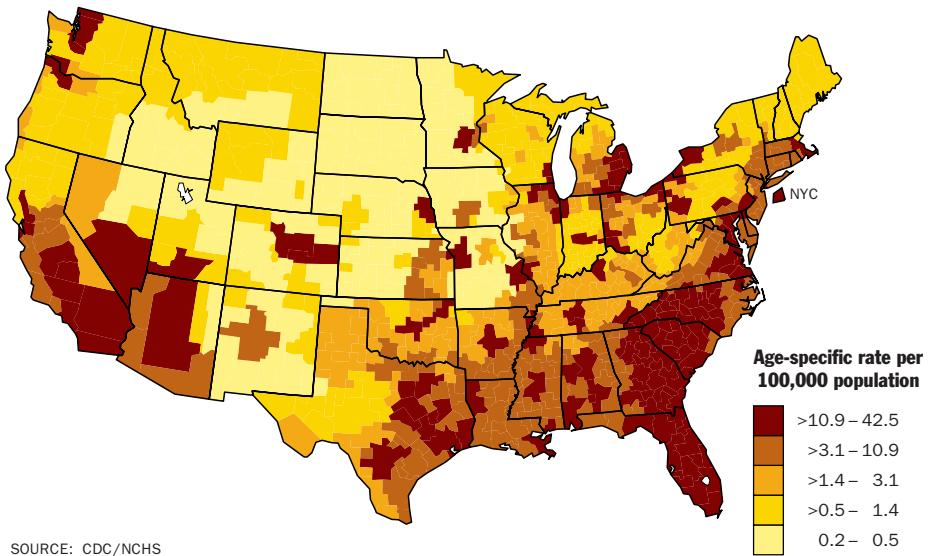 NYC
Age-specific rate per
100,000 population
>10.9 – 42.5
>3.1 – 10.9
>1.4 – 3.1
>0.5 – 1.4
0.2 – 0.5
SOURCE: CDC/NCHS